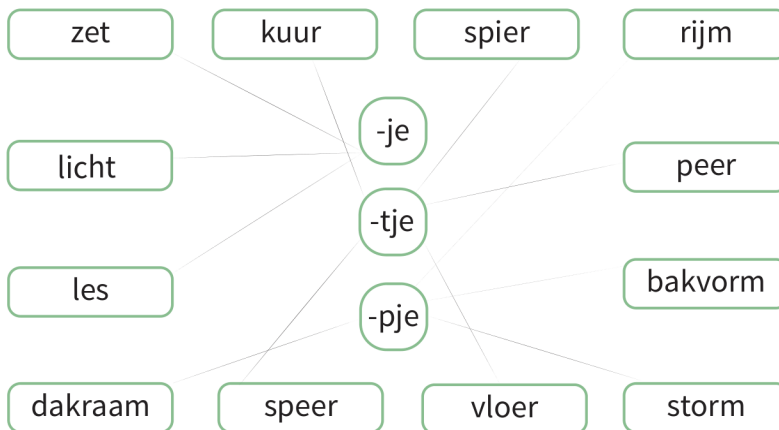 zet
kuur
spier
rijm
-je
licht
peer
-tje
les
bakvorm
-pje
dakraam
speer
vloer
storm